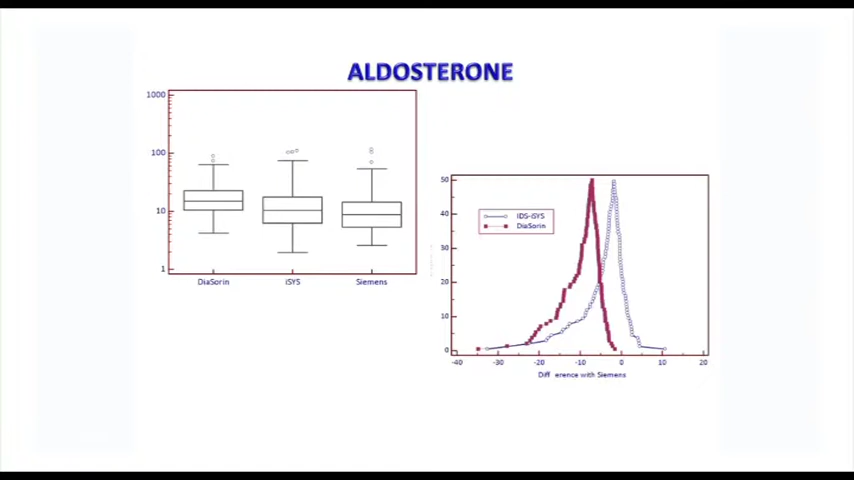 ALDOSTERONE
1000
100
10
1
DiaSorin iSYS Siemens
50
40
30
20
10
0
IDS-iSYS
DiaSorin
-40 -30 -20 -10 0 10 20
Diff erence with Siemens